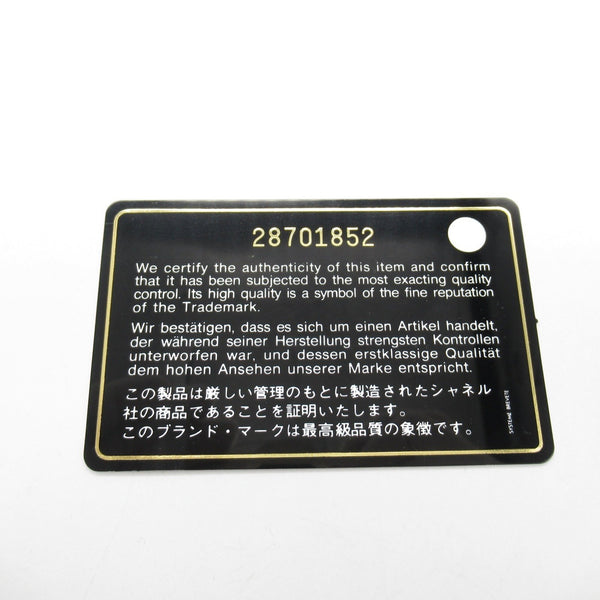 28701852
We certify the authenticity of this item and confirm
that it has been subjected to the most exacting quality
control. Its high quality is a symbol of the fine reputation
of the Trademark.
Wir bestätigen, dass es sich um einen Artikel handelt,
der während seiner Herstellung strengsten Kontrollen
unterworfen war, und dessen erstklassige Qualität
dem hohen Ansehen unserer Marke entspricht.
この製品は厳しい管理のもとに製造されたシャネル
社の商品であることを証明いたします。
このブランド・マークは最高級品質の象徴です。
SYSTEME BREVETE